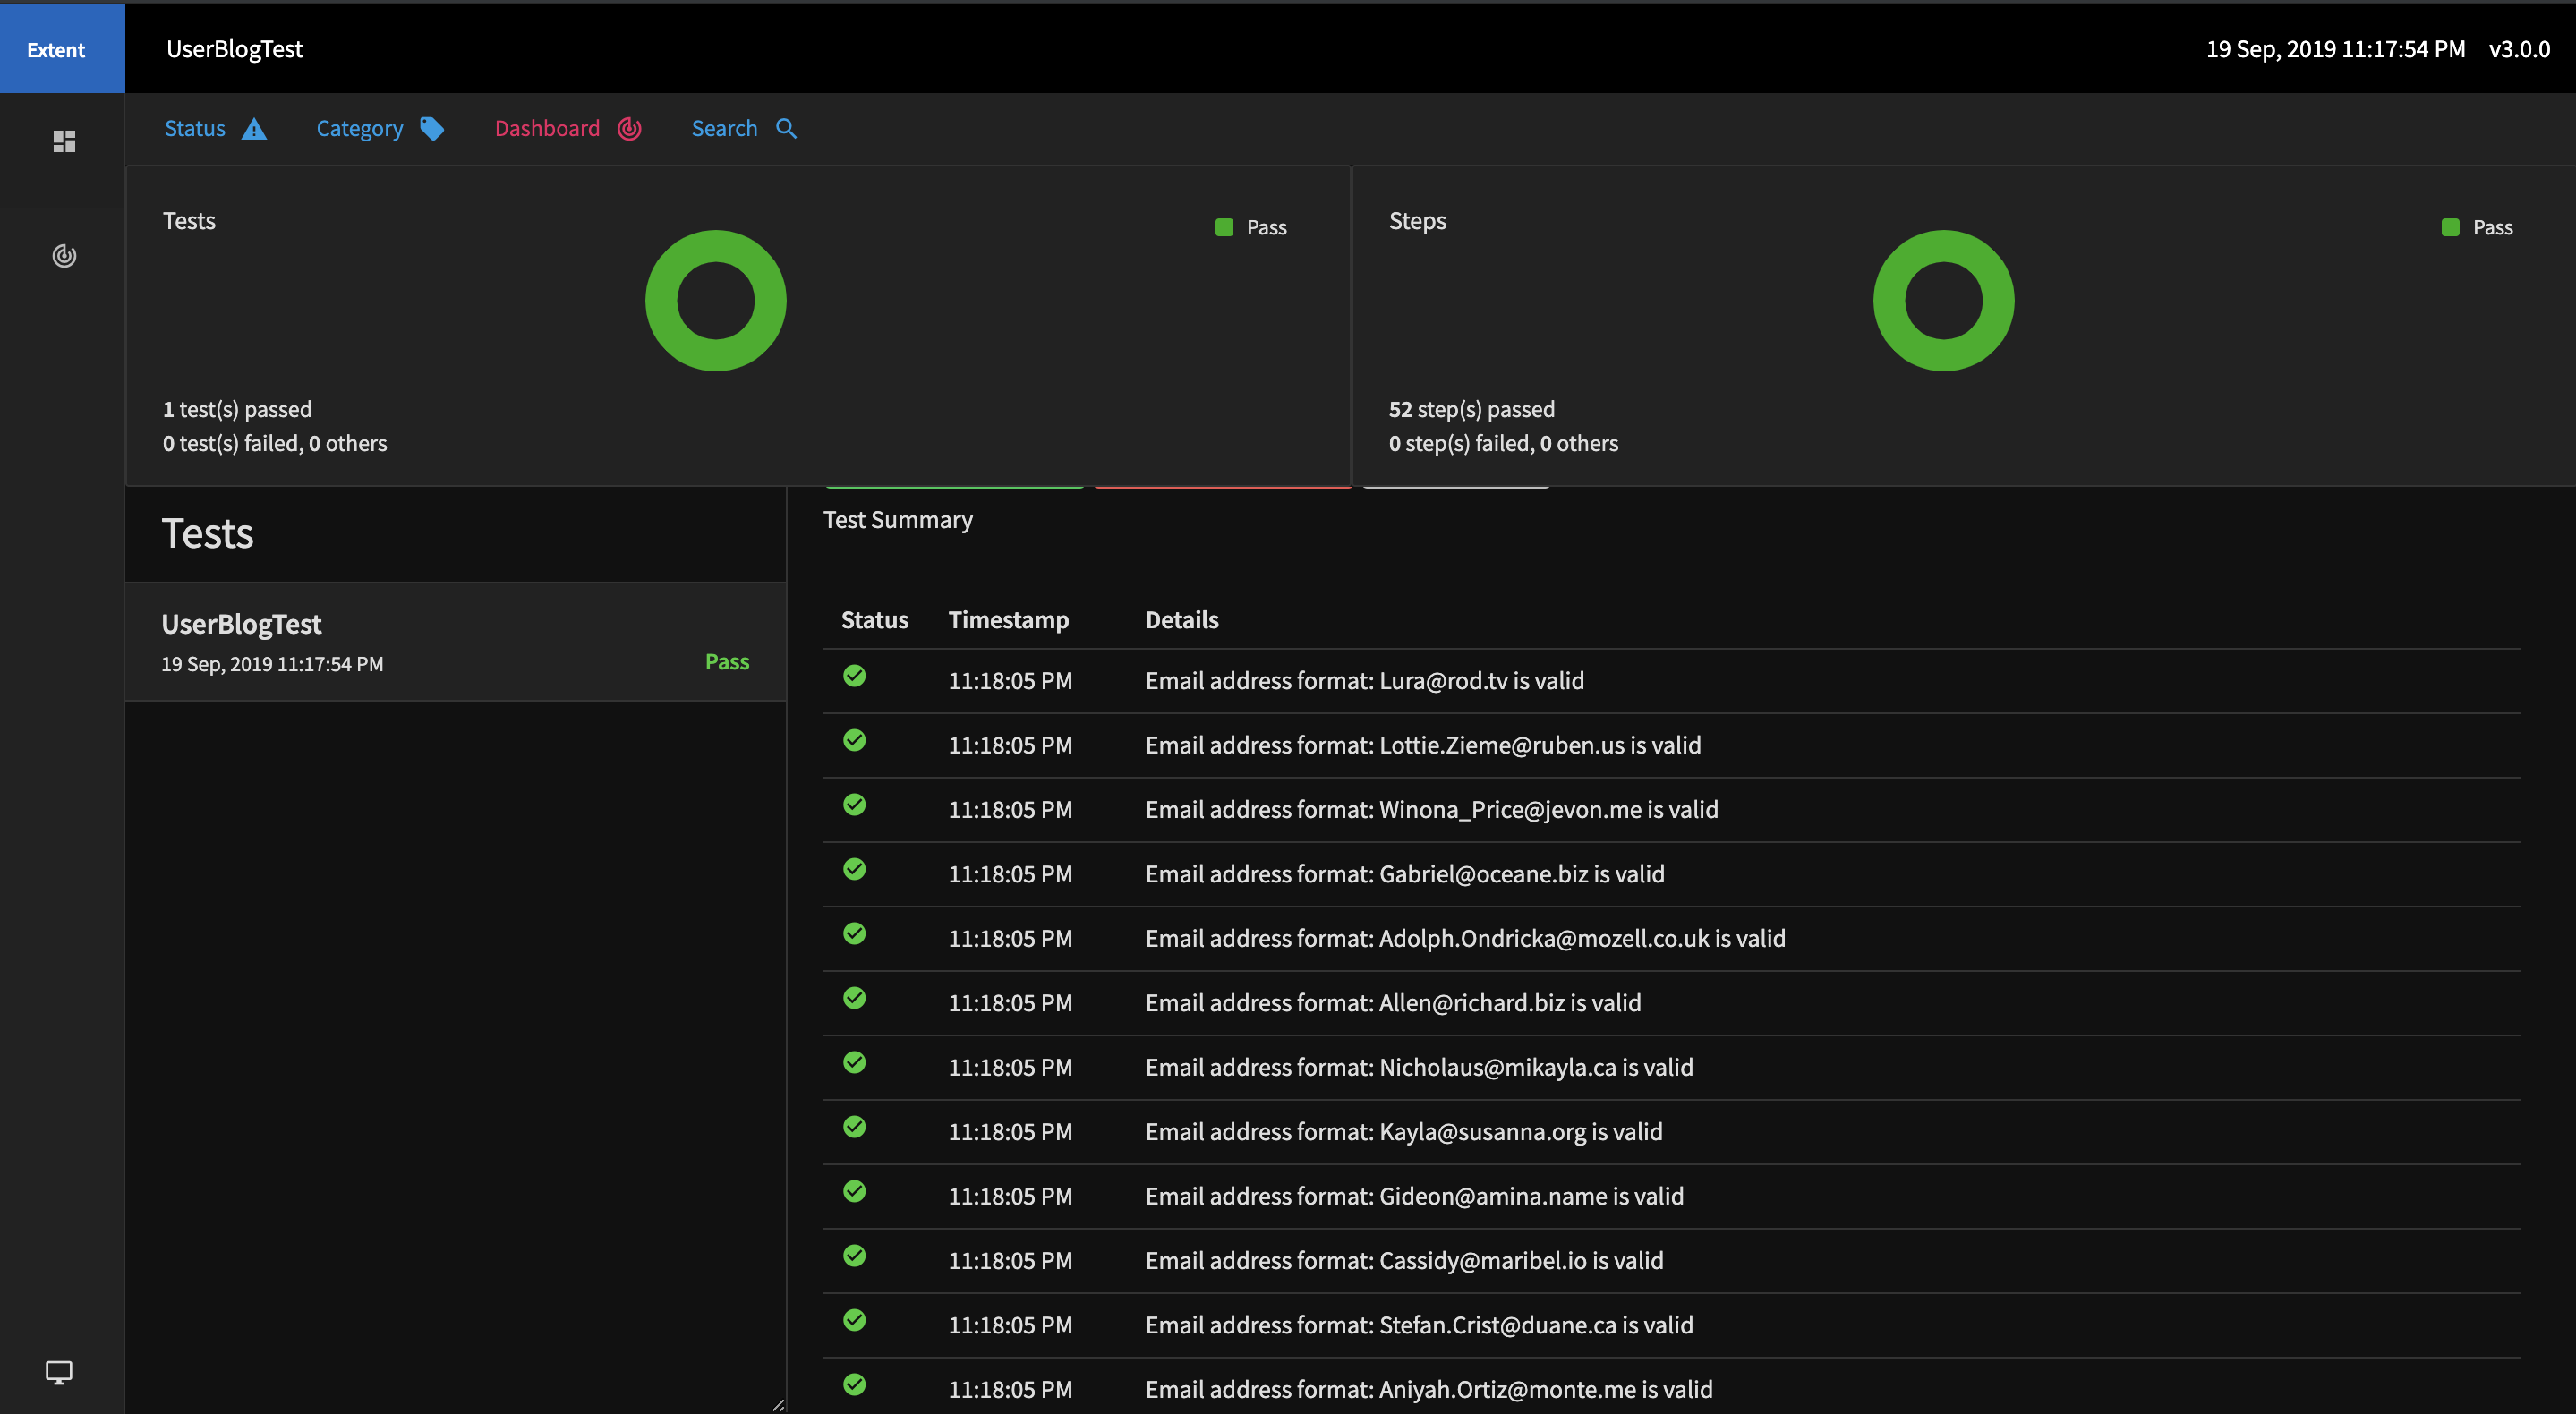 Extent
UserBlogTest
19 Sep, 2019 11:17:54 PM v3.0.0
Status Category Dashboard Search
Tests
Pass
1 test(s) passed
0 test(s) failed, 0 others
Steps
Pass
52 step(s) passed
0 step(s) failed, 0 others
Tests
UserBlogTest
19 Sep, 2019 11:17:54 PM Pass
Test Summary
Status Timestamp Details
11:18:05 PM Email address format: Lura@rod.tv is valid
11:18:05 PM Email address format: Lottie.Zieme@ruben.us is valid
11:18:05 PM Email address format: Winona_Price@jevon.me is valid
11:18:05 PM Email address format: Gabriel@oceane.biz is valid
11:18:05 PM Email address format: Adolph.Ondricka@mozell.co.uk is valid
11:18:05 PM Email address format: Allen@richard.biz is valid
11:18:05 PM Email address format: Nicholaus@mikayla.ca is valid
11:18:05 PM Email address format: Kayla@susanna.org is valid
11:18:05 PM Email address format: Gideon@amina.name is valid
11:18:05 PM Email address format: Cassidy@maribel.io is valid
11:18:05 PM Email address format: Stefan.Crist@duane.ca is valid
11:18:05 PM Email address format: Aniyah.Ortiz@monte.me is valid